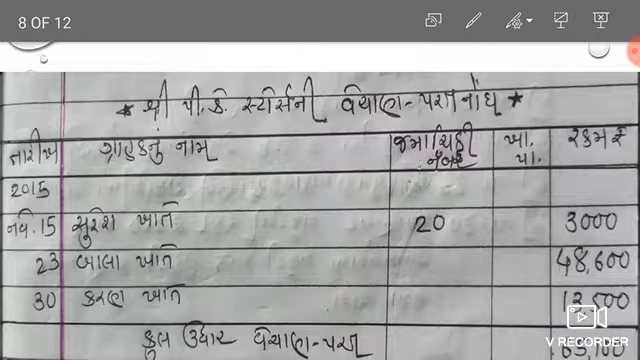 8 OF 12
* શ્રી પી. કે. સ્ટોર્સની વેચાણ-પરતનોંધ *
તારીખ ગ્રાહકનું નામ જમાચિઠ્ઠી નંબર ખા. પા. રકમ ₹
2015
નવે. 15 સુરેશ ખાતે 20 3000
23 બાલા ખાતે 48,600
30 કરણ ખાતે
V RECORDER
કુલ ઉધાર વેચાણ-પરત